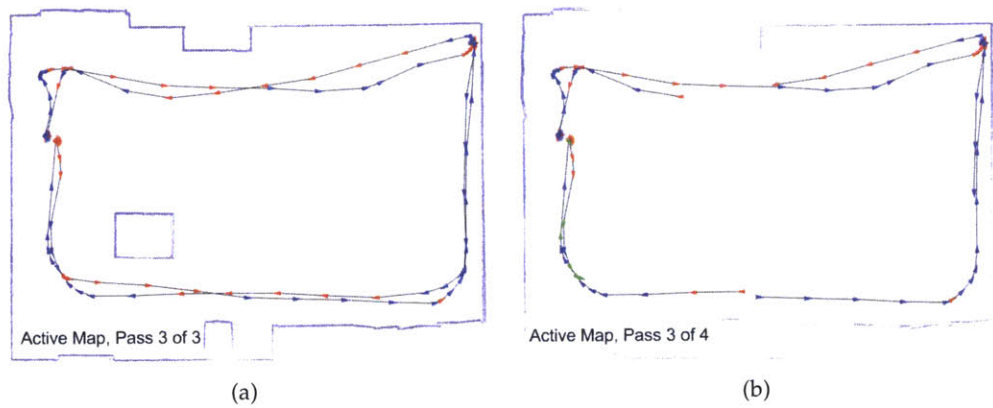 Active Map, Pass 3 of 3
Active Map, Pass 3 of 4
(a)
(b)